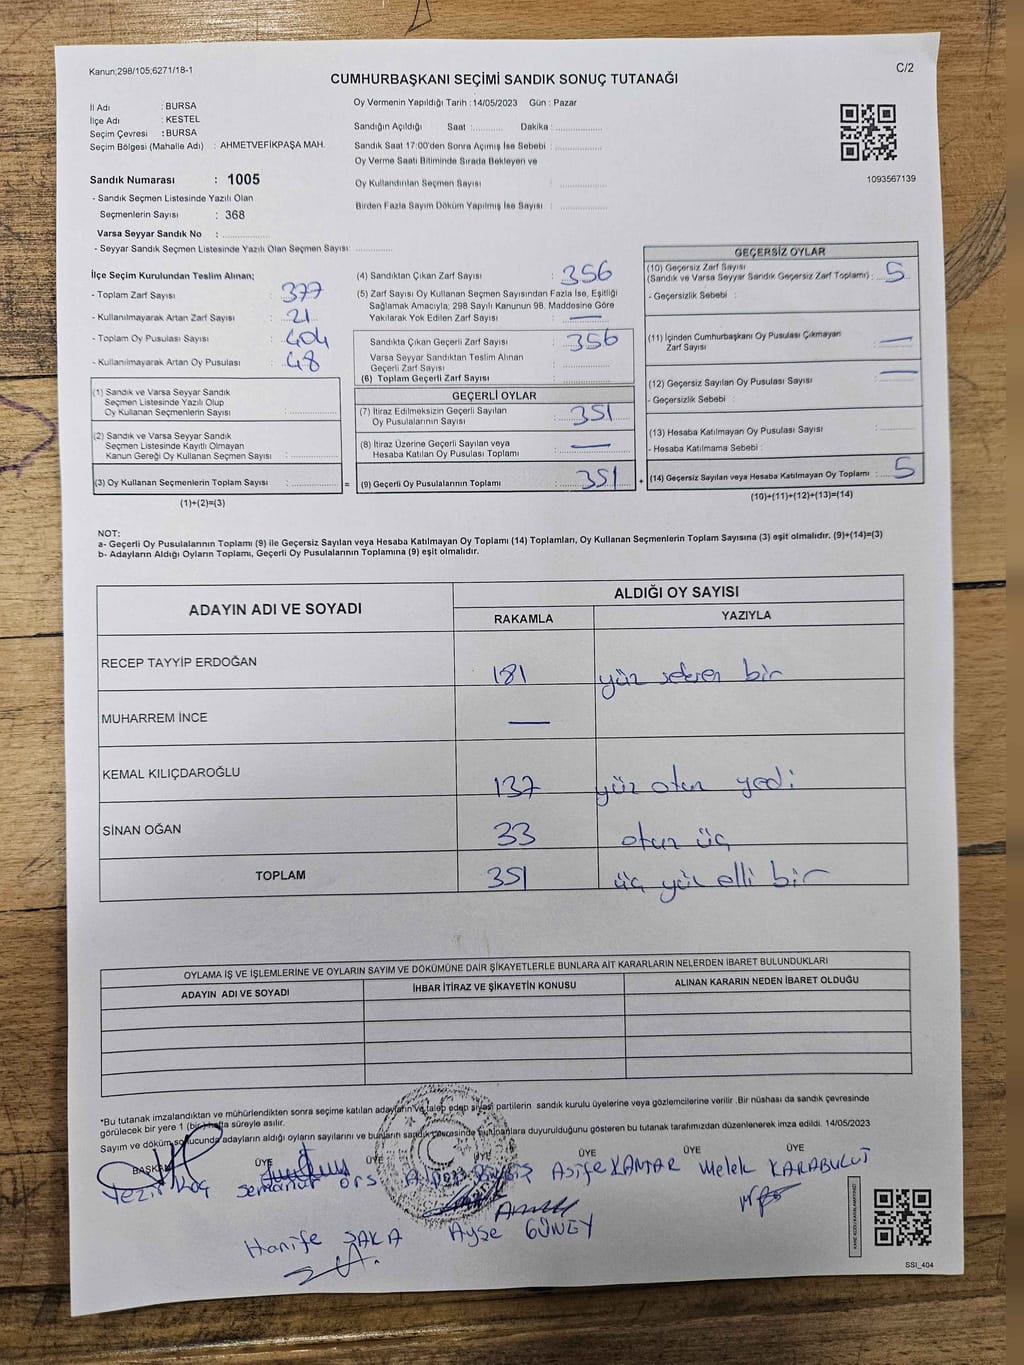 Kanun;298/105;6271/18-1
C/2
CUMHURBAŞKANI SEÇİMİ SANDIK SONUÇ TUTANAĞI
İl Adı : BURSA
İlçe Adı : KESTEL
Seçim Çevresi : BURSA
Seçim Bölgesi (Mahalle Adı) : AHMETVEFİKPAŞA MAH.
Oy Vermenin Yapıldığı Tarih : 14/05/2023 Gün : Pazar
Sandığın Açıldığı Saat :.......... Dakika :................
Sandık Saat 17:00'den Sonra Açımış İse Sebebi :................
Oy Verme Saati Bitiminde Sırada Bekleyen ve
Oy Kullandırılan Seçmen Sayısı :................
Birden Fazla Sayım Döküm Yapılmış İse Sayısı :................
1093567139
Sandık Numarası : 1005
- Sandık Seçmen Listesinde Yazılı Olan
Seçmenlerin Sayısı : 368
Varsa Seyyar Sandık No :................
- Seyyar Sandık Seçmen Listesinde Yazılı Olan Seçmen Sayısı:............
İlçe Seçim Kurulundan Teslim Alınan;
- Toplam Zarf Sayısı : 377
- Kullanılmayarak Artan Zarf Sayısı : 21
- Toplam Oy Pusulası Sayısı : 404
- Kullanılmayarak Artan Oy Pusulası : 48
(1) Sandık ve Varsa Seyyar Sandık
Seçmen Listesinde Yazılı Olup
Oy Kullanan Seçmenlerin Sayısı :................
(2) Sandık ve Varsa Seyyar Sandık
Seçmen Listesinde Kayıtlı Olmayan
Kanun Gereği Oy Kullanan Seçmen Sayısı :................
(3) Oy Kullanan Seçmenlerin Toplam Sayısı :................ =
(1)+(2)=(3)
(4) Sandıktan Çıkan Zarf Sayısı : 356
(5) Zarf Sayısı Oy Kullanan Seçmen Sayısından Fazla İse, Eşitliği
Sağlamak Amacıyla; 298 Sayılı Kanunun 98. Maddesine Göre
Yakılarak Yok Edilen Zarf Sayısı : —
Sandıkta Çıkan Geçerli Zarf Sayısı : 356
Varsa Seyyar Sandıktan Teslim Alınan
Geçerli Zarf Sayısı :................
(6) Toplam Geçerli Zarf Sayısı :................
GEÇERLİ OYLAR
(7) İtiraz Edilmeksizin Geçerli Sayılan
Oy Pusulalarının Sayısı : 351
(8) İtiraz Üzerine Geçerli Sayılan veya
Hesaba Katılan Oy Pusulası Toplamı : —
(9) Geçerli Oy Pusulalarının Toplamı : 351 +
GEÇERSİZ OYLAR
(10) Geçersiz Zarf Sayısı
(Sandık ve Varsa Seyyar Sandık Geçersiz Zarf Toplamı) : 5
- Geçersizlik Sebebi :
(11) İçinden Cumhurbaşkanı Oy Pusulası Çıkmayan
Zarf Sayısı : —
(12) Geçersiz Sayılan Oy Pusulası Sayısı : —
- Geçersizlik Sebebi :
(13) Hesaba Katılmayan Oy Pusulası Sayısı :................
- Hesaba Katılmama Sebebi :
(14) Geçersiz Sayılan veya Hesaba Katılmayan Oy Toplamı : 5
(10)+(11)+(12)+(13)=(14)
NOT:
a- Geçerli Oy Pusulalarının Toplamı (9) ile Geçersiz Sayılan veya Hesaba Katılmayan Oy Toplamı (14) Toplamları, Oy Kullanan Seçmenlerin Toplam Sayısına (3) eşit olmalıdır. (9)+(14)=(3)
b- Adayların Aldığı Oyların Toplamı, Geçerli Oy Pusulalarının Toplamına (9) eşit olmalıdır.
ADAYIN ADI VE SOYADI
ALDIĞI OY SAYISI
RAKAMLA YAZIYLA
RECEP TAYYİP ERDOĞAN 181 yüz seksen bir
MUHARREM İNCE —
KEMAL KILIÇDAROĞLU 137 yüz otuz yedi
SİNAN OĞAN 33 otuz üç
TOPLAM 351 üç yüz elli bir
OYLAMA İŞ VE İŞLEMLERİNE VE OYLARIN SAYIM VE DÖKÜMÜNE DAİR ŞİKAYETLERLE BUNLARA AİT KARARLARIN NELERDEN İBARET BULUNDUKLARI
ADAYIN ADI VE SOYADI İHBAR İTİRAZ VE ŞİKAYETİN KONUSU ALINAN KARARIN NEDEN İBARET OLDUĞU
*Bu tutanak imzalandıktan ve mühürlendikten sonra seçime katılan adayların ve talep eden siyasi partilerin sandık kurulu üyelerine veya gözlemcilerine verilir .Bir nüshası da sandık çevresinde
görülecek bir yere 1 (bir) hafta süreyle asılır.
Sayım ve döküm sonucunda adayların aldığı oyların sayılarını ve bunların sandık çevresinde bulunanlara duyurulduğunu gösteren bu tutanak tarafımızdan düzenlenerek imza edildi. 14/05/2023
BAŞKAN ÜYE ÜYE ÜYE ÜYE ÜYE ÜYE
Koç Semanur Örs Asife KANTAR Melek KARABULUT
Hanife SAKA Ayşe GÜNEY
SSI_404